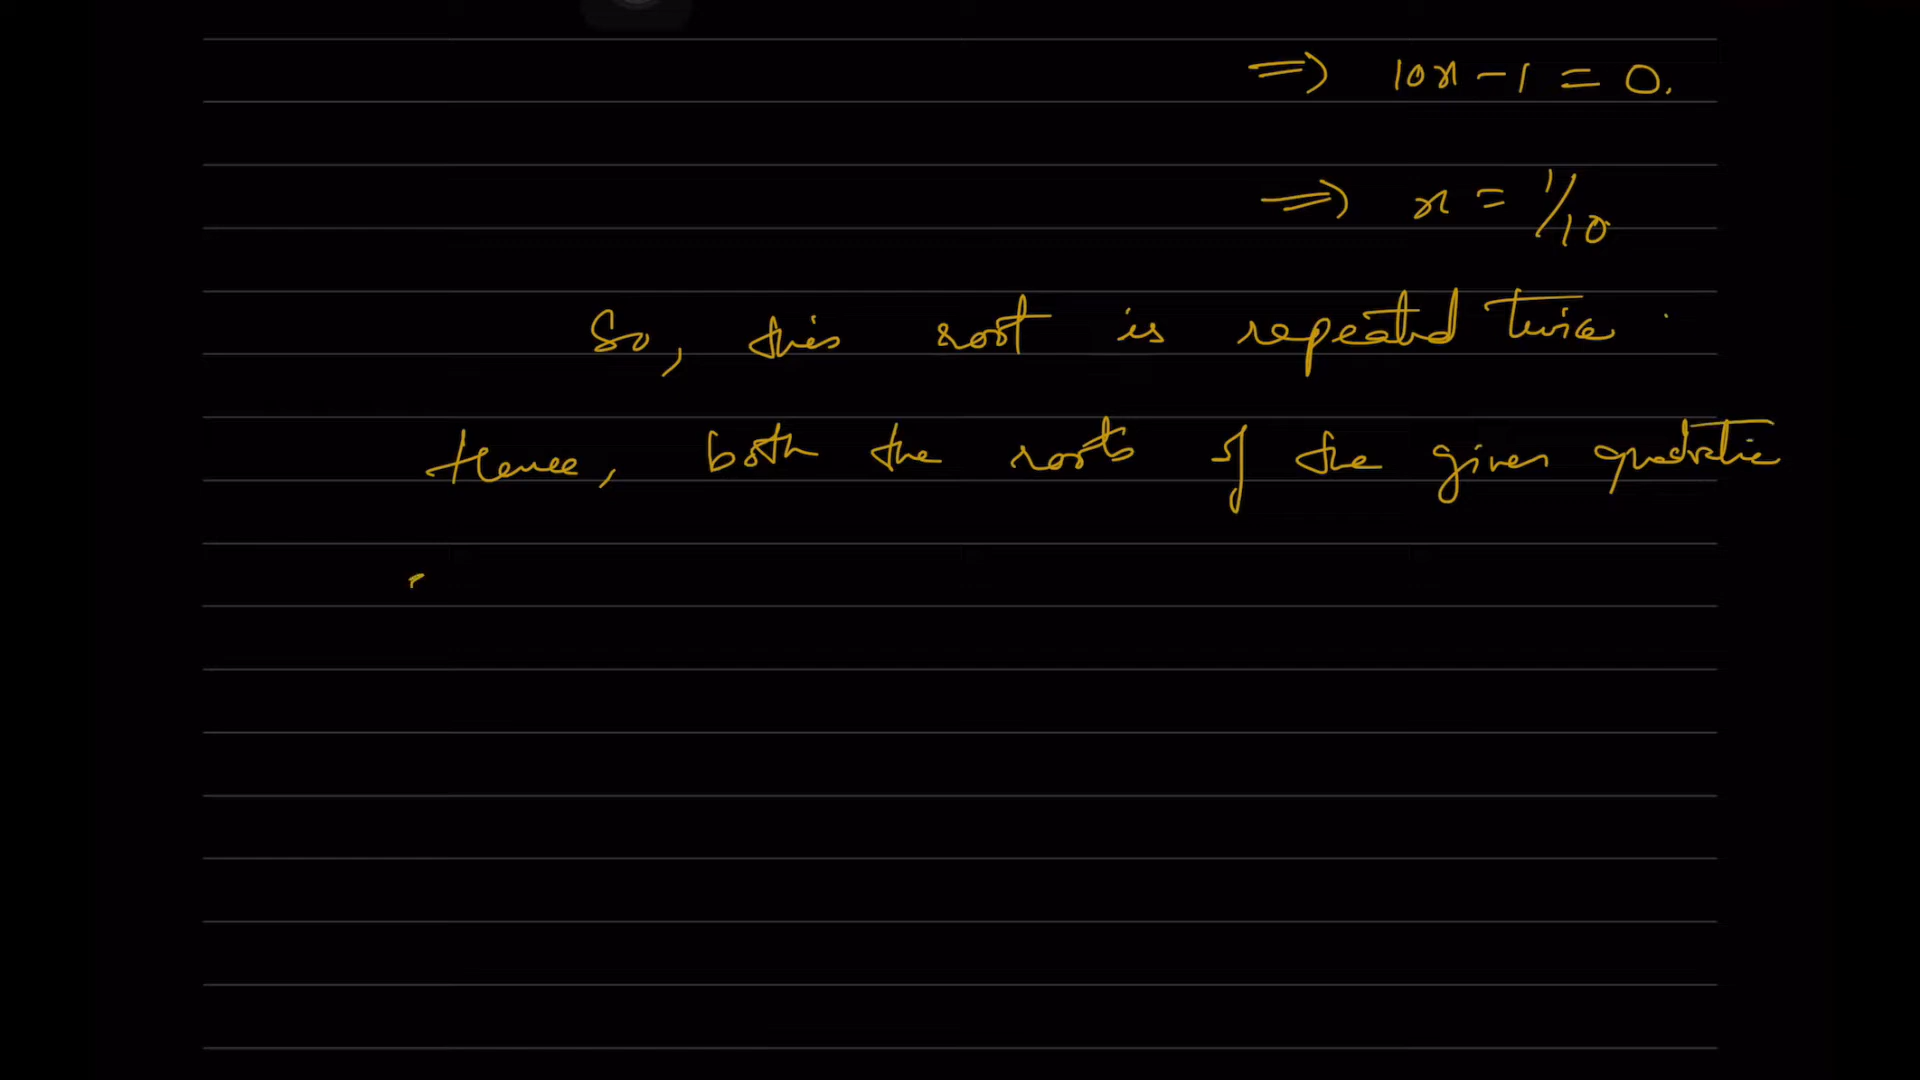 ⇒ 10x - 1 = 0.
⇒ x = 1/10
So, this root is repeated twice.
Hence, both the roots of the given quadratic